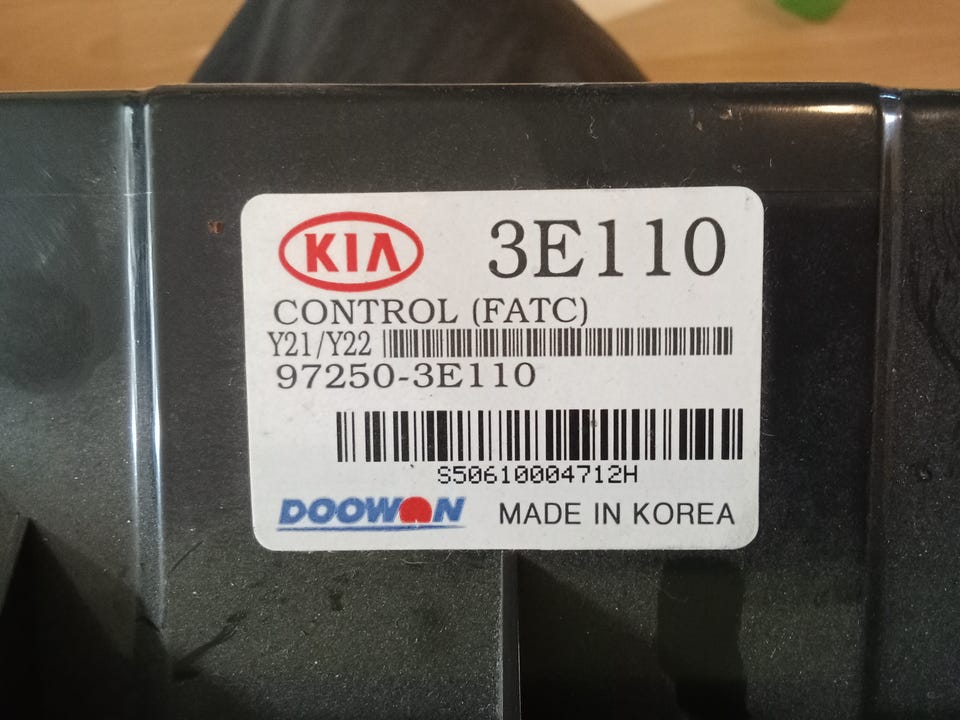 KIA 3E110
CONTROL (FATC)
Y21/Y22
97250-3E110
S50610004712H
DOOWON MADE IN KOREA